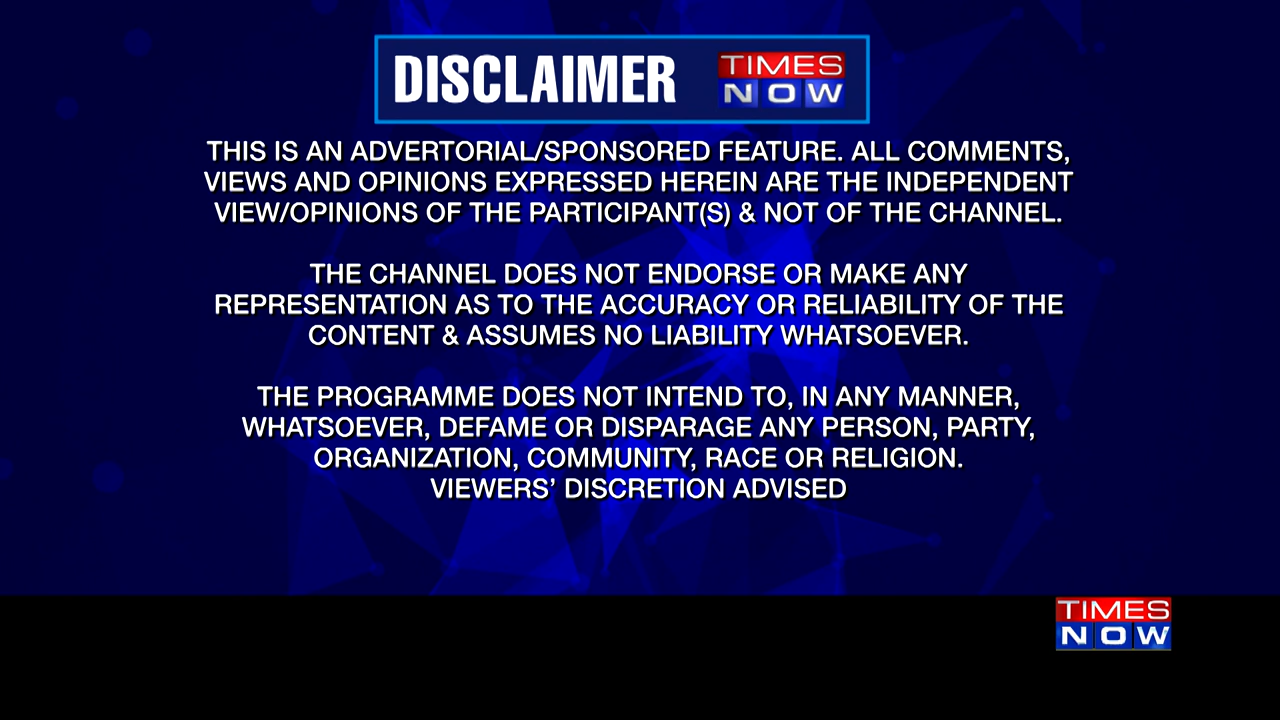 DISCLAIMER
TIMES
NOW
THIS IS AN ADVERTORIAL/SPONSORED FEATURE. ALL COMMENTS,
VIEWS AND OPINIONS EXPRESSED HEREIN ARE THE INDEPENDENT
VIEW/OPINIONS OF THE PARTICIPANT(S) & NOT OF THE CHANNEL.
THE CHANNEL DOES NOT ENDORSE OR MAKE ANY
REPRESENTATION AS TO THE ACCURACY OR RELIABILITY OF THE
CONTENT & ASSUMES NO LIABILITY WHATSOEVER.
THE PROGRAMME DOES NOT INTEND TO, IN ANY MANNER,
WHATSOEVER, DEFAME OR DISPARAGE ANY PERSON, PARTY,
ORGANIZATION, COMMUNITY, RACE OR RELIGION.
VIEWERS’ DISCRETION ADVISED
TIMES
NOW